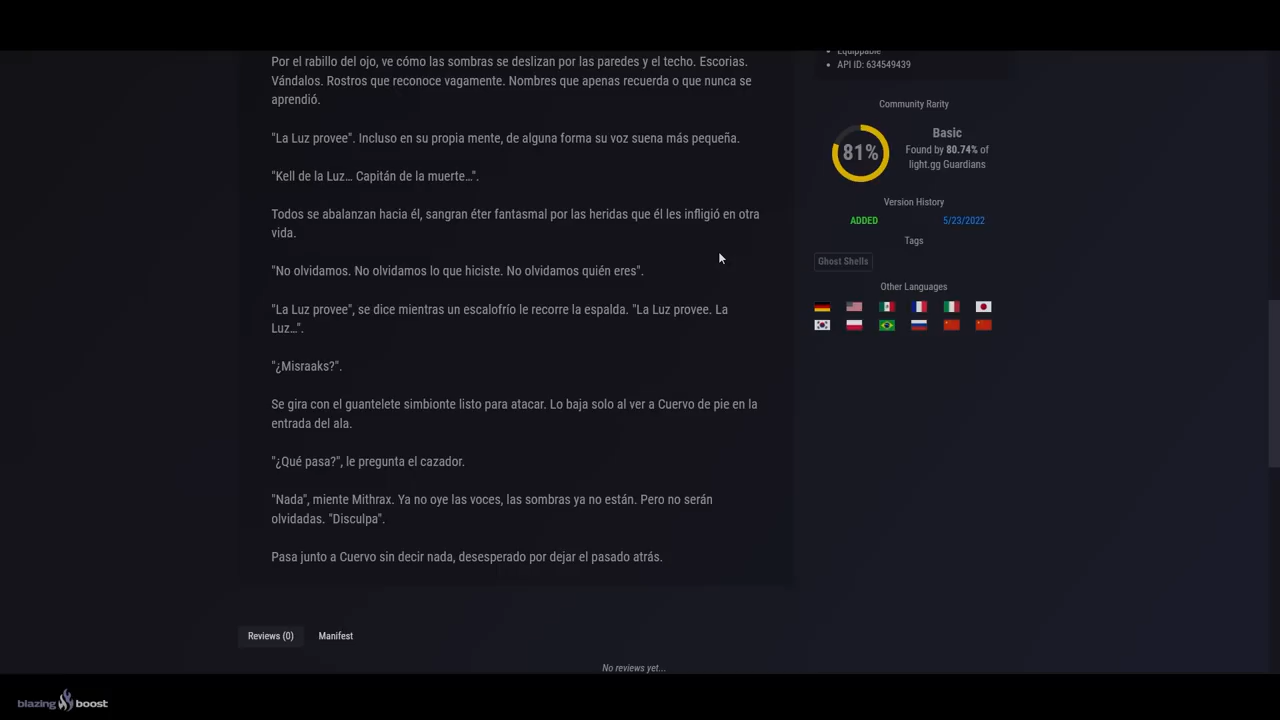 Por el rabillo del ojo, ve cómo las sombras se deslizan por las paredes y el techo. Escorias.
Vándalos. Rostros que reconoce vagamente. Nombres que apenas recuerda o que nunca se
aprendió.
"La Luz provee". Incluso en su propia mente, de alguna forma su voz suena más pequeña.
"Kell de la Luz… Capitán de la muerte…".
Todos se abalanzan hacia él, sangran éter fantasmal por las heridas que él les infligió en otra
vida.
"No olvidamos. No olvidamos lo que hiciste. No olvidamos quién eres".
"La Luz provee", se dice mientras un escalofrío le recorre la espalda. "La Luz provee. La
Luz…".
"¿Misraaks?".
Se gira con el guantelete simbionte listo para atacar. Lo baja solo al ver a Cuervo de pie en la
entrada del ala.
"¿Qué pasa?", le pregunta el cazador.
"Nada", miente Mithrax. Ya no oye las voces, las sombras ya no están. Pero no serán
olvidadas. "Disculpa".
Pasa junto a Cuervo sin decir nada, desesperado por dejar el pasado atrás.
Equippable
API ID: 634549439
Community Rarity
81%
Basic
Found by 80.74% of
light.gg Guardians
Version History
ADDED 5/23/2022
Tags
Ghost Shells
Other Languages
Reviews (0) Manifest
No reviews yet...
blazing boost